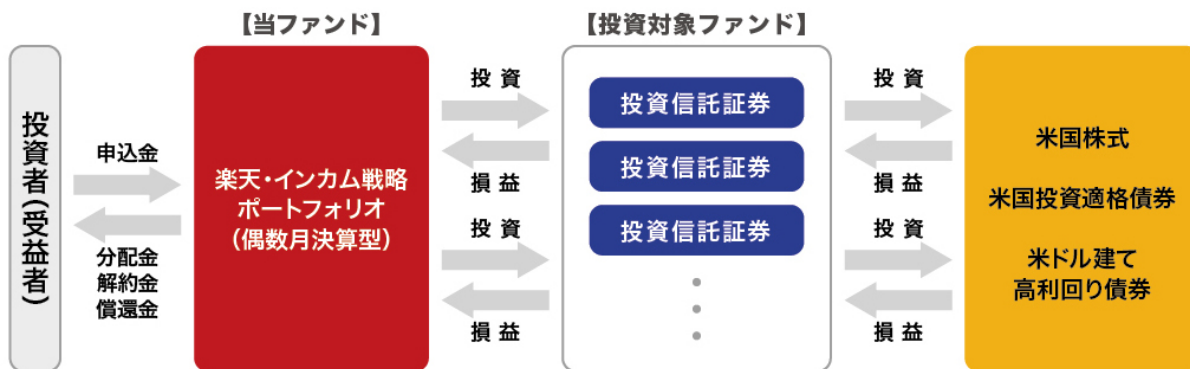 【当ファンド】
【投資対象ファンド】
投資者(受益者)
申込金
分配金
解約金
償還金
楽天・インカム戦略
ポートフォリオ
(偶数月決算型)
投資
損益
投資
損益
投資信託証券
投資信託証券
投資信託証券
投資
損益
投資
損益
米国株式
米国投資適格債券
米ドル建て
高利回り債券